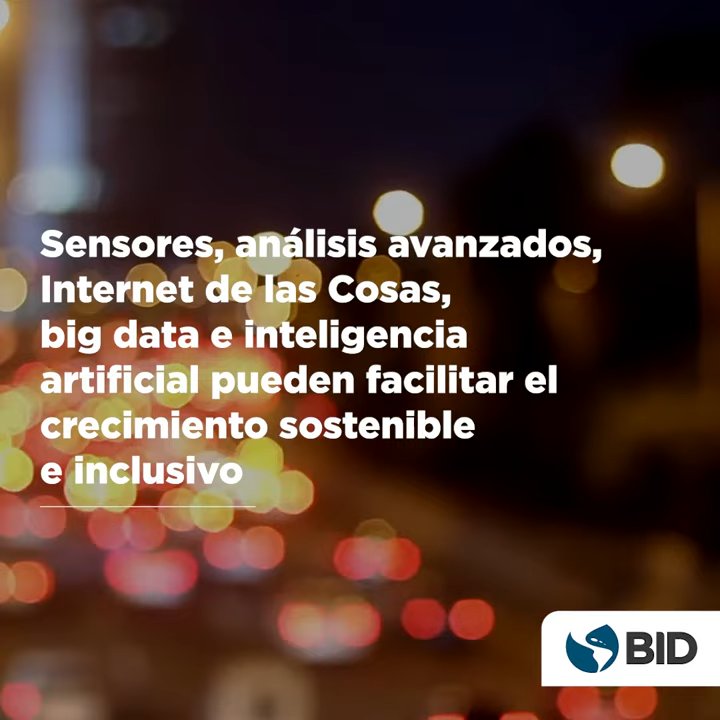 Sensores, análisis avanzados,
Internet de las Cosas,
big data e inteligencia
artificial pueden facilitar el
crecimiento sostenible
e inclusivo
BID